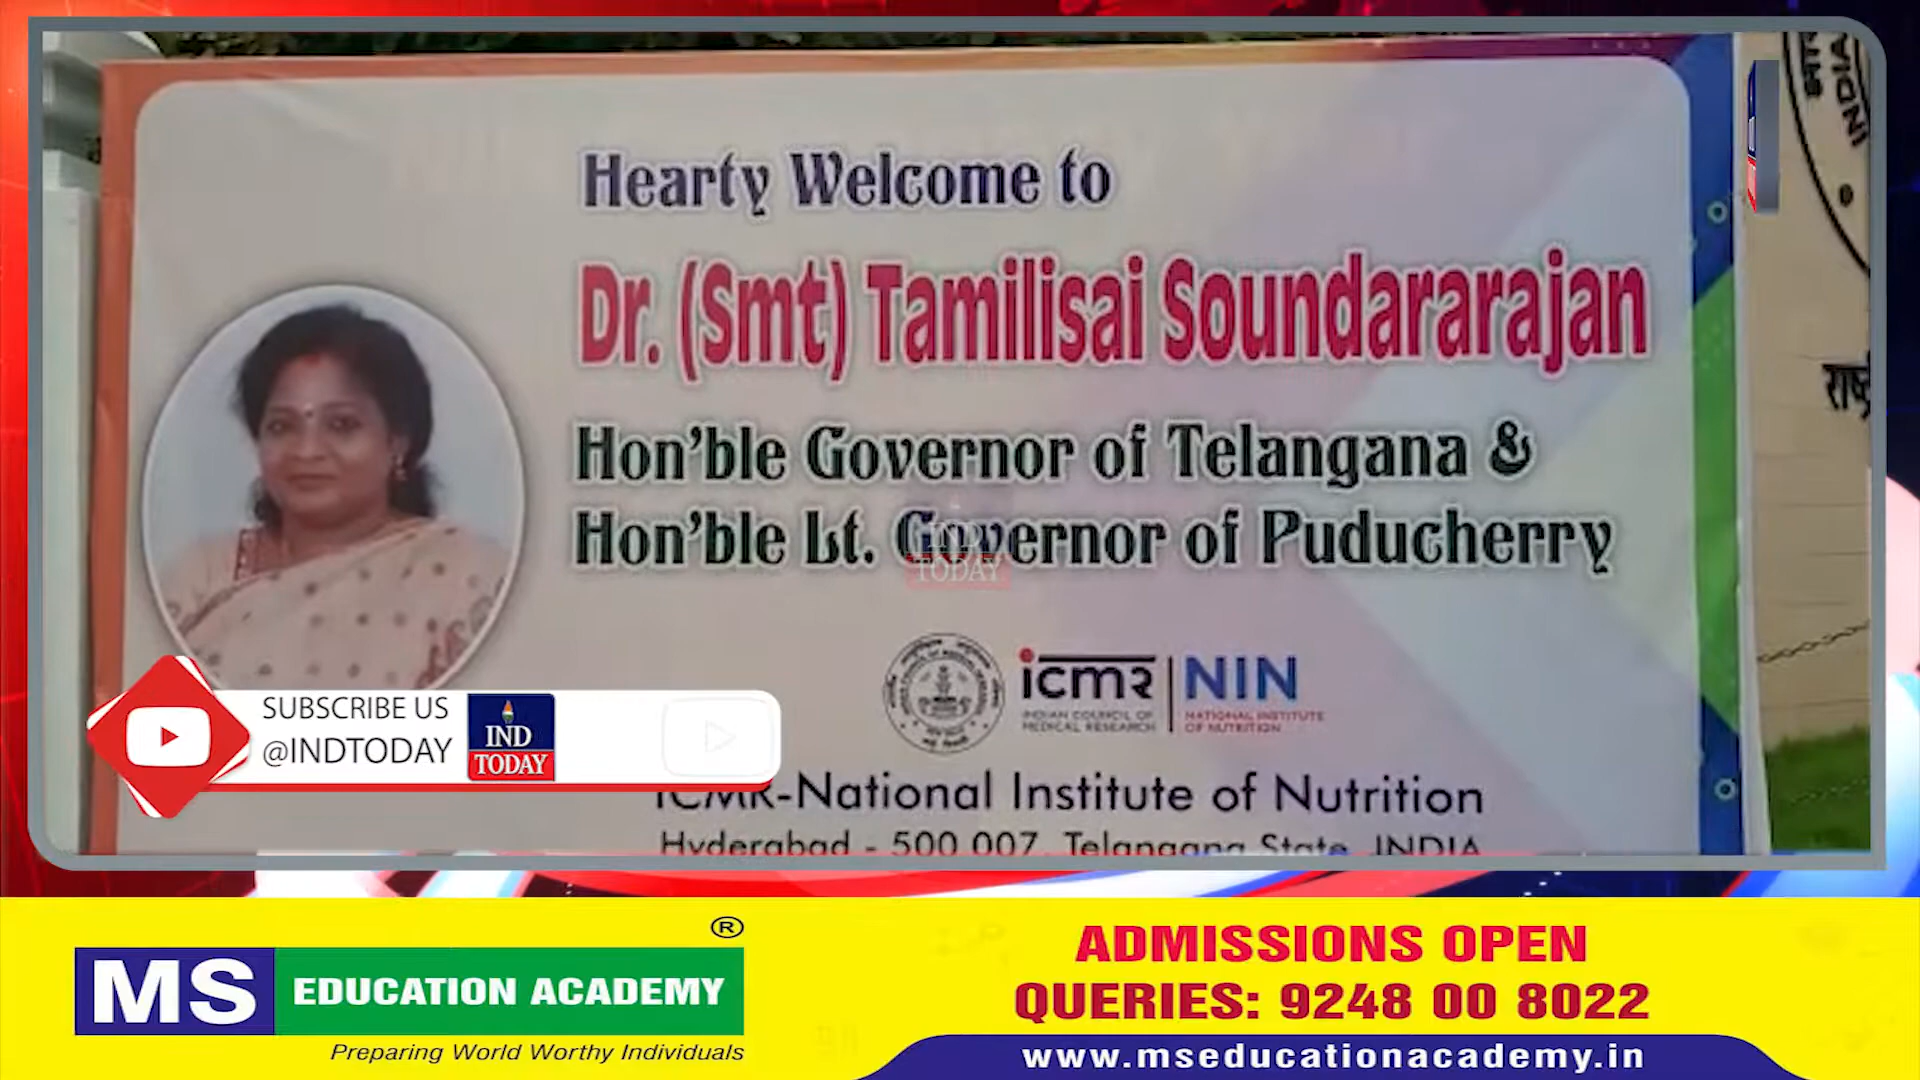 Hearty Welcome to
Dr. (Smt) Tamilisai Soundararajan
Hon'ble Governor of Telangana &
Hon'ble Lt. Governor of Puducherry
IND
TODAY
icmr
INDIAN COUNCIL OF
MEDICAL RESEARCH
NIN
NATIONAL INSTITUTE
OF NUTRITION
ICMR-National Institute of Nutrition
Hyderabad - 500 007, Telangana State, INDIA
SUBSCRIBE US
@INDTODAY
IND
TODAY
MS EDUCATION ACADEMY ®
Preparing World Worthy Individuals
ADMISSIONS OPEN
QUERIES: 9248 00 8022
www.mseducationacademy.in